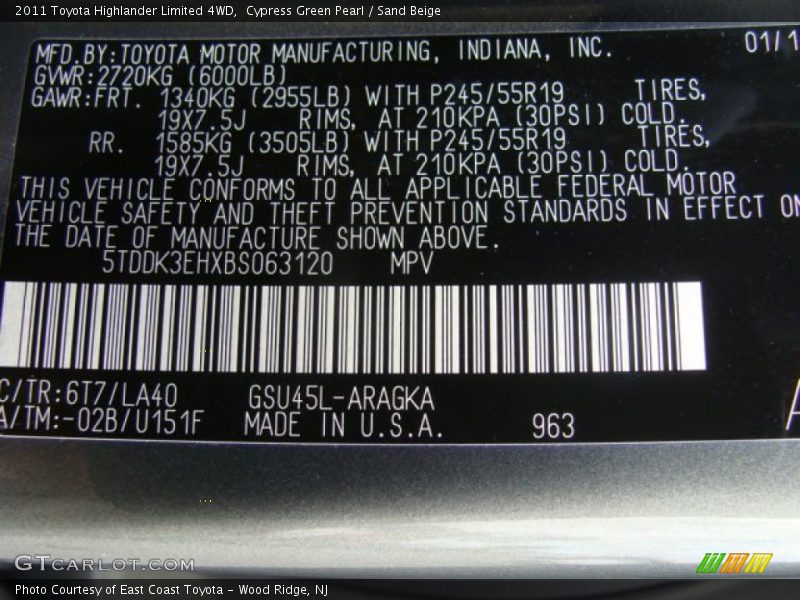 2011 Toyota Highlander Limited 4WD, Cypress Green Pearl / Sand Beige
MFD.BY:TOYOTA MOTOR MANUFACTURING, INDIANA, INC. 01/1
GVWR:2720KG (6000LB)
GAWR:FRT. 1340KG (2955LB) WITH P245/55R19 TIRES,
19X7.5J RIMS, AT 210KPA (30PSI) COLD.
RR. 1585KG (3505LB) WITH P245/55R19 TIRES,
19X7.5J RIMS, AT 210KPA (30PSI) COLD.
THIS VEHICLE CONFORMS TO ALL APPLICABLE FEDERAL MOTOR
VEHICLE SAFETY AND THEFT PREVENTION STANDARDS IN EFFECT ON
THE DATE OF MANUFACTURE SHOWN ABOVE.
5TDDK3EHXBS063120 MPV
C/TR:6T7/LA40 GSU45L-ARAGKA
A/TM:-02B/U151F MADE IN U.S.A. 963
GTCARLOT.COM
Photo Courtesy of East Coast Toyota - Wood Ridge, NJ